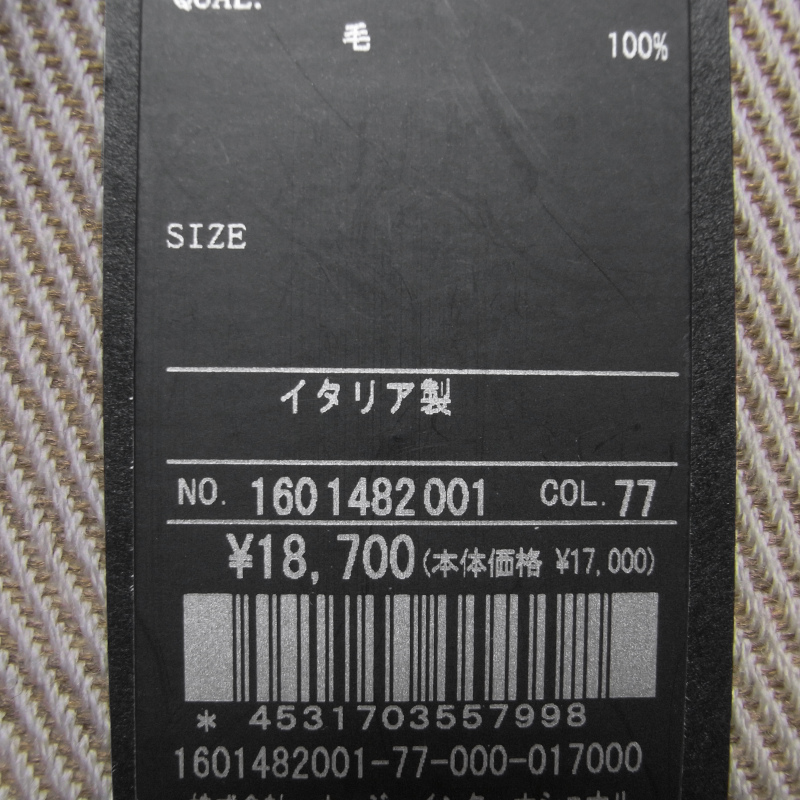 QUAL.
毛 100%
SIZE
イタリア製
NO. 1601482001 COL. 77
¥18,700 (本体価格 ¥17,000)
* 4531703557998
1601482001-77-000-017000